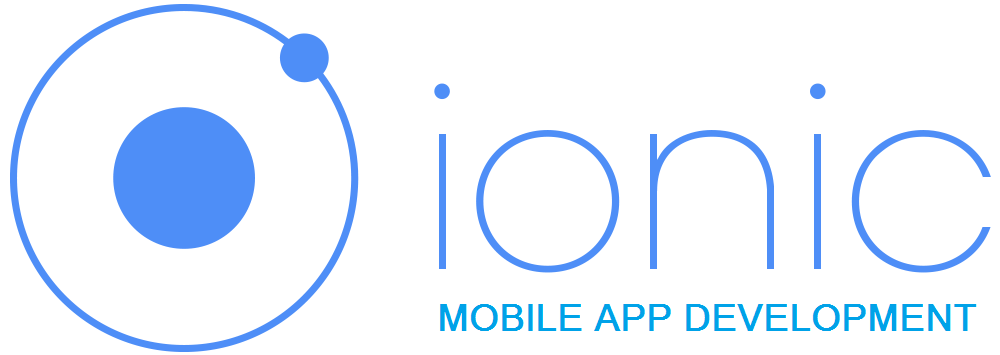 ionic
MOBILE APP DEVELOPMENT